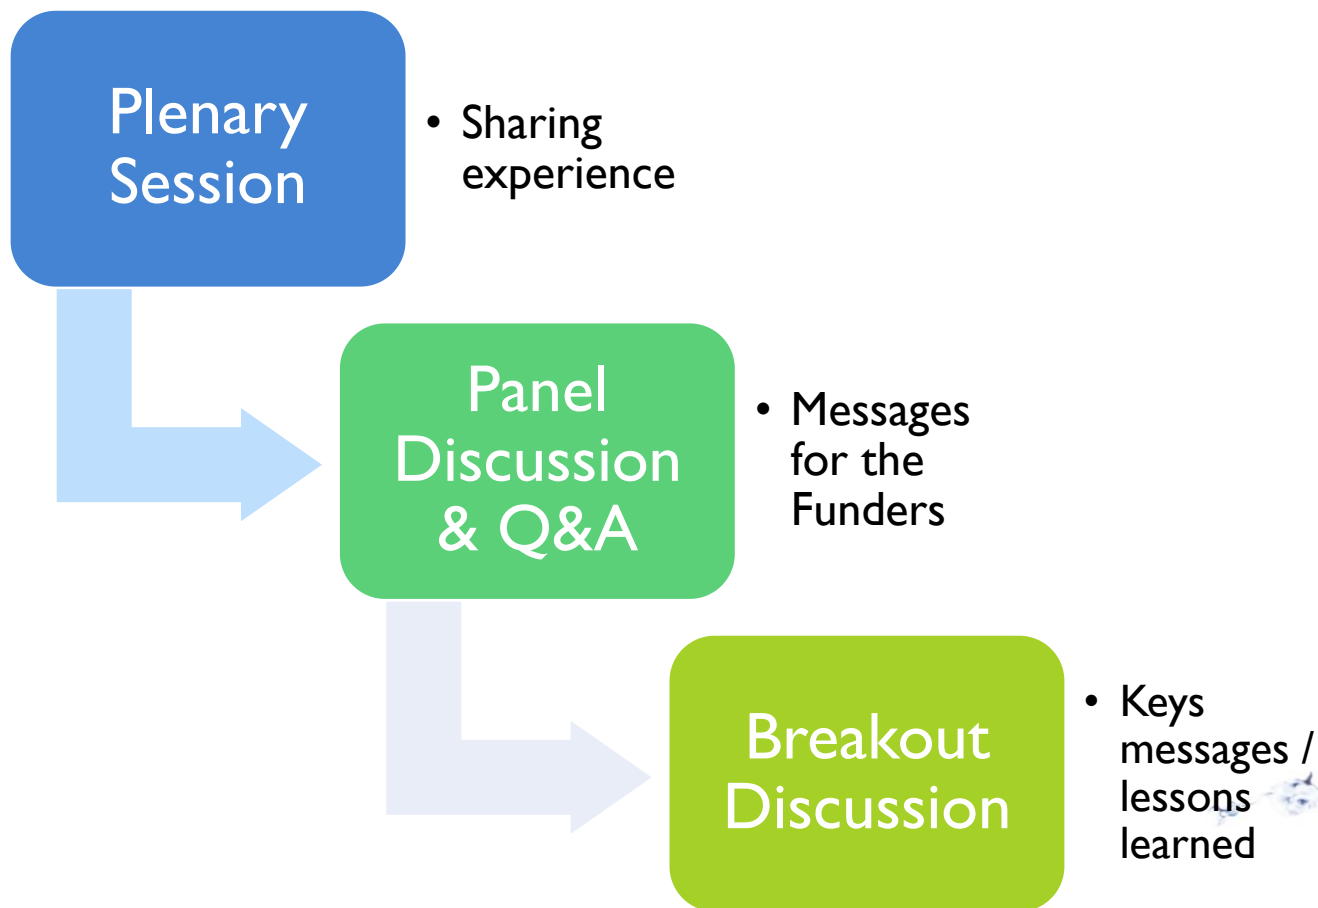 Plenary
Session
• Sharing
experience
Panel
Discussion
& Q&A
• Messages
for the
Funders
Breakout
Discussion
• Keys
messages /
lessons
learned